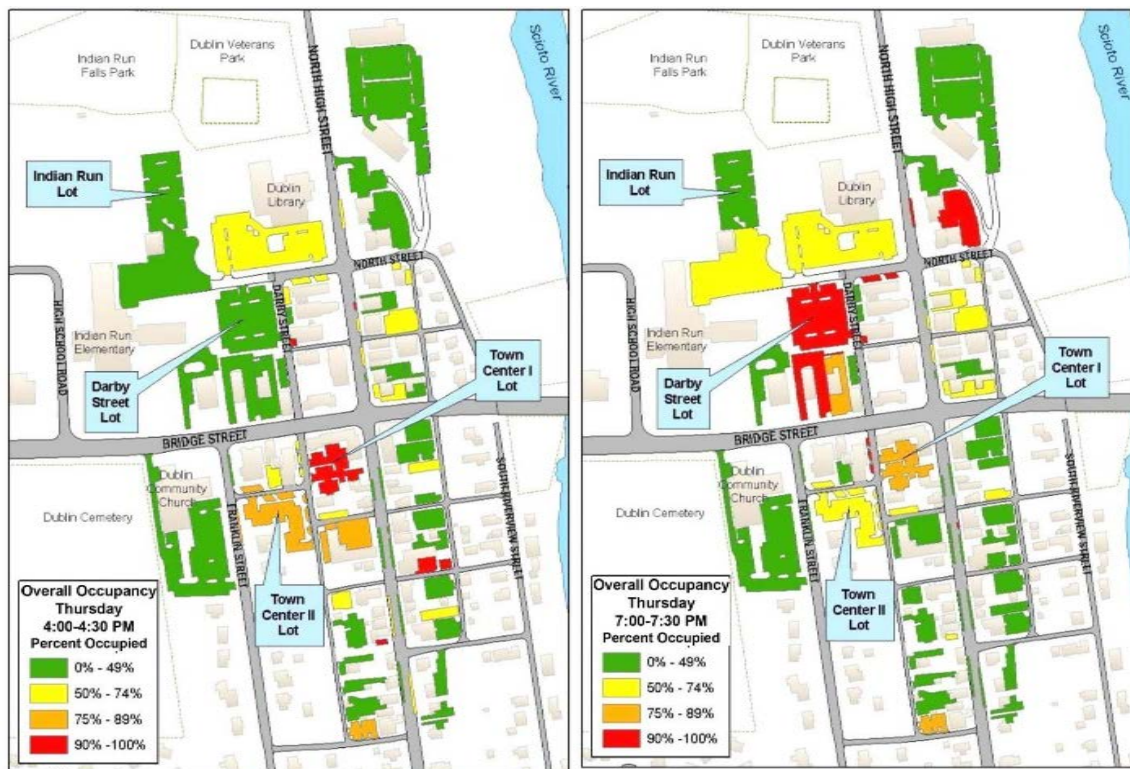 Indian Run
Falls Park
Dublin Veterans
Park
NORTH HIGH STREET
Scioto River
Indian Run
Lot
Dublin
Library
NORTH STREET
HIGH SCHOOL ROAD
DARBY STREET
Indian Run
Elementary
Town
Center I
Lot
Darby
Street
Lot
BRIDGE STREET
Dublin
Community
Church
Dublin Cemetery
FRANKLIN STREET
SOUTH RIVERVIEW STREET
Town
Center II
Lot
Overall Occupancy
Thursday
4:00-4:30 PM
Percent Occupied
0% - 49%
50% - 74%
75% - 89%
90% -100%
Indian Run
Falls Park
Dublin Veterans
Park
NORTH HIGH STREET
Scioto River
Indian Run
Lot
Dublin
Library
NORTH STREET
HIGH SCHOOL ROAD
DARBY STREET
Indian Run
Elementary
Town
Center I
Lot
Darby
Street
Lot
BRIDGE STREET
Dublin
Community
Church
Dublin Cemetery
FRANKLIN STREET
SOUTH RIVERVIEW STREET
Town
Center II
Lot
Overall Occupancy
Thursday
7:00-7:30 PM
Percent Occupied
0% - 49%
50% - 74%
75% - 89%
90% -100%